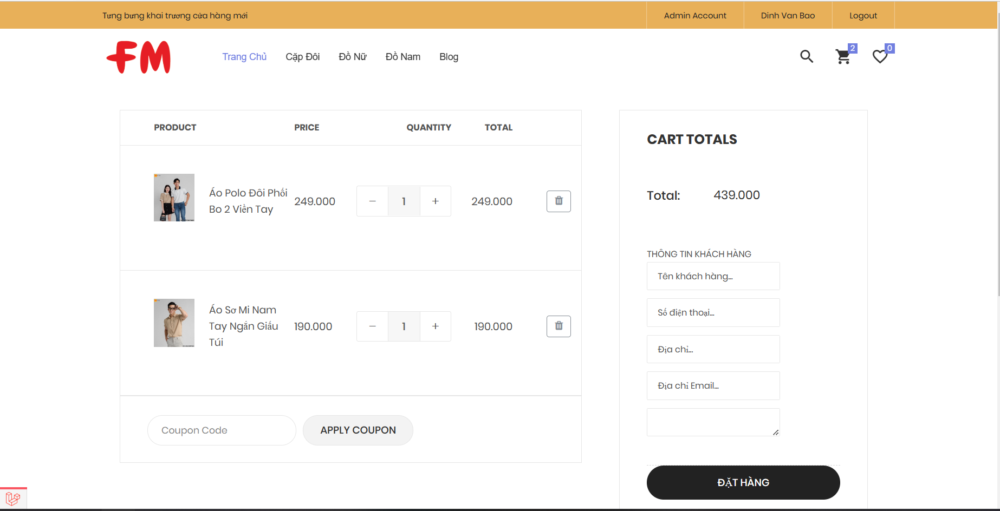 Tưng bưng khai trương cửa hàng mới
Admin Account
Dinh Van Bao
Logout
FM
Trang Chủ
Cặp Đôi
Đồ Nữ
Đồ Nam
Blog
2
0
PRODUCT
PRICE
QUANTITY
TOTAL
Áo Polo Đôi Phối
Bo 2 Viền Tay
249.000
−
1
+
249.000
Áo Sơ Mi Nam
Tay Ngắn Giấu
Túi
190.000
−
1
+
190.000
Coupon Code
APPLY COUPON
CART TOTALS
Total:
439.000
THÔNG TIN KHÁCH HÀNG
Tên khách hàng...
Số điện thoại...
Địa chỉ...
Địa chỉ Email...
ĐẶT HÀNG